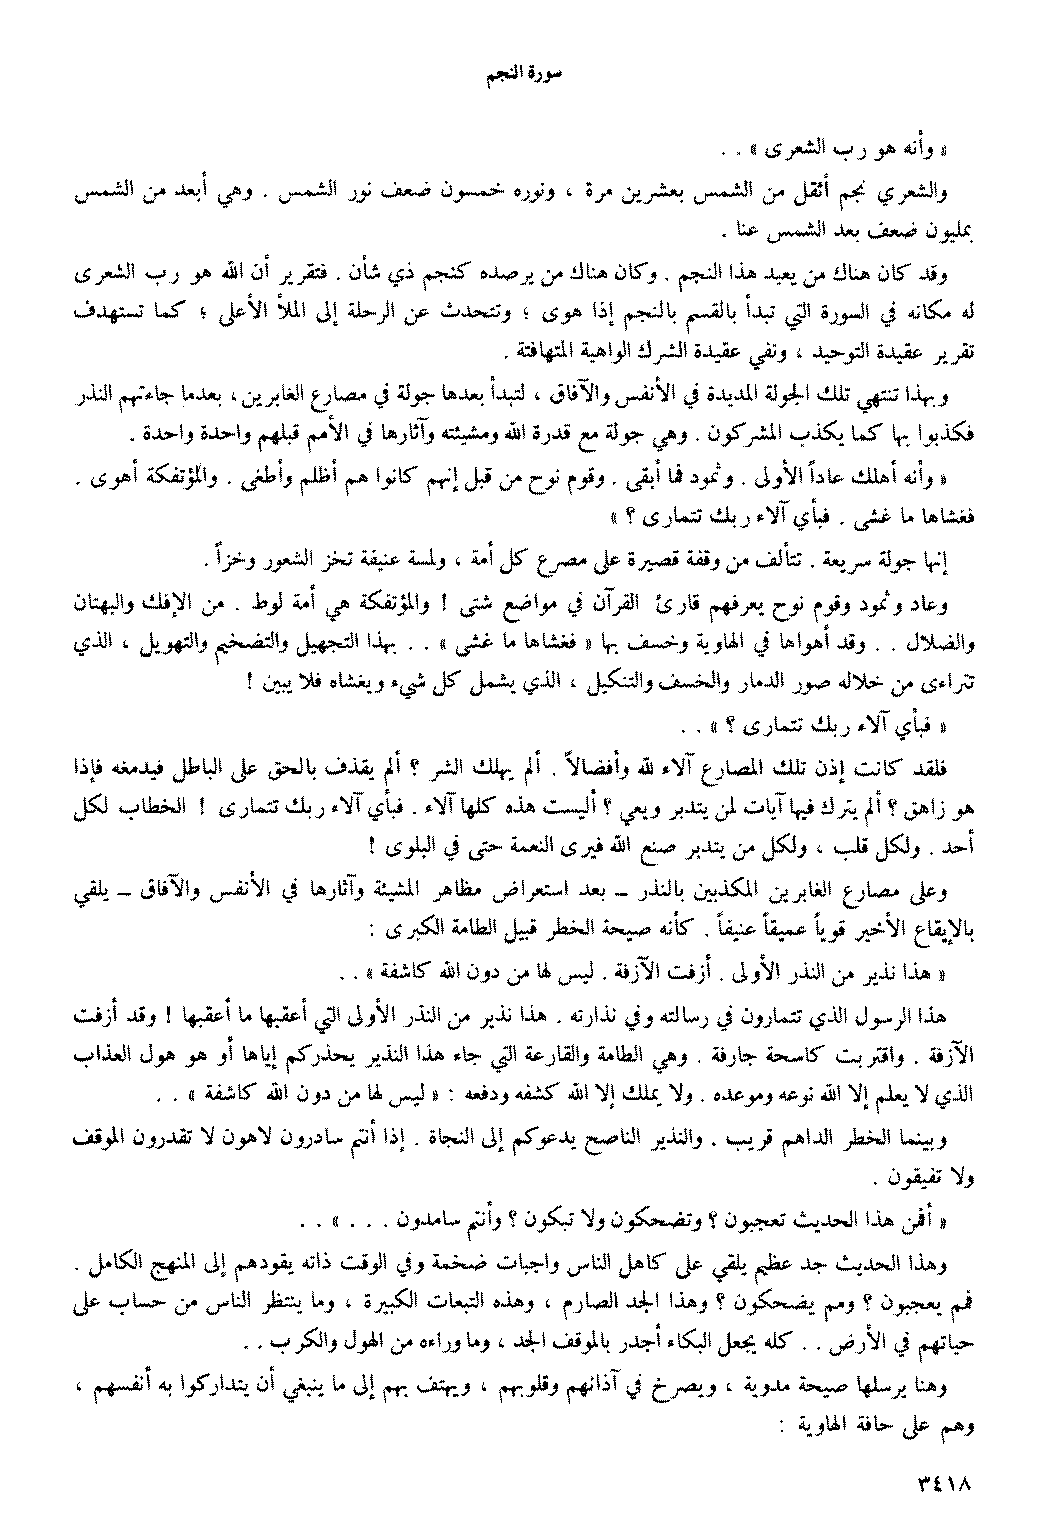 سورة النجم
« وأنه هو رب الشعرى » . .
والشعري نجم أثقل من الشمس بعشرين مرة ، ونوره خمسون ضعف نور الشمس . وهي أبعد من الشمس
بمليون ضعف بعد الشمس عنا .
وقد كان هناك من يعبد هذا النجم . وكان هناك من يرصده كنجم ذي شأن . فتقرير أن الله هو رب الشعرى
له مكانه في السورة التي تبدأ بالقسم بالنجم إذا هوى ؛ وتتحدث عن الرحلة إلى الملأ الأعلى ؛ كما تستهدف
تقرير عقيدة التوحيد ، ونفي عقيدة الشرك الواهية المتهافتة .
وبهذا تنتهي تلك الجولة المديدة في الأنفس والآفاق ، لتبدأ بعدها جولة في مصارع الغابرين ، بعدما جاءتهم النذر
فكذبوا بها كما يكذب المشركون . وهي جولة مع قدرة الله ومشيئته وآثارها في الأمم قبلهم واحدة واحدة .
« وأنه أهلك عاداً الأولى . وثمود فما أبقى . وقوم نوح من قبل إنهم كانوا هم أظلم وأطغى . والمؤتفكة أهوى .
فغشاها ما غشى . فبأي آلاء ربك تتمارى ؟ »
إنها جولة سريعة . تتألف من وقفة قصيرة على مصرع كل أمة ، ولمسة عنيفة تخز الشعور وخزاً .
وعاد وثمود وقوم نوح يعرفهم قارئ القرآن في مواضع شتى ! والمؤتفكة هي أمة لوط . من الإفك والبهتان
والضلال . . وقد أهواها في الهاوية وخسف بها « فغشاها ما غشى » . . بهذا التجهيل والتضخيم والتهويل ، الذي
تتراءى من خلاله صور الدمار والخسف والتنكيل ، الذي يشمل كل شيء ويغشاه فلا يبين !
« فبأي آلاء ربك تتمارى ؟ » . .
فلقد كانت إذن تلك المصارع آلاء لله وأفضالاً . ألم يهلك الشر ؟ ألم يقذف بالحق على الباطل فيدمغه فإذا
هو زاهق ؟ ألم يترك فيها آيات لمن يتدبر ويعي ؟ أليست هذه كلها آلاء . فبأي آلاء ربك تتمارى ! الخطاب لكل
أحد . ولكل قلب ، ولكل من يتدبر صنع الله فيرى النعمة حتى في البلوى !
وعلى مصارع الغابرين المكذبين بالنذر – بعد استعراض مظاهر المشيئة وآثارها في الأنفس والآفاق – يلقي
بالإيقاع الأخير قوياً عميقاً عنيفاً . كأنه صيحة الخطر قبيل الطامة الكبرى :
« هذا نذير من النذر الأولى . أزفت الآزفة . ليس لها من دون الله كاشفة » . .
هذا الرسول الذي تتمارون في رسالته وفي نذارته . هذا نذير من النذر الأولى التي أعقبها ما أعقبها ! وقد أزفت
الآزفة . واقتربت كاسحة جارفة . وهي الطامة والقارعة التي جاء هذا النذير يحذركم إياها أو هو هول العذاب
الذي لا يعلم إلا الله نوعه وموعده . ولا يملك إلا الله كشفه ودفعه : « ليس لها من دون الله كاشفة » . .
وبينما الخطر الداهم قريب . والنذير الناصح يدعوكم إلى النجاة . إذا أنتم سادرون لاهون لا تقدرون الموقف
ولا تفيقون .
« أفمن هذا الحديث تعجبون ؟ وتضحكون ولا تبكون ؟ وأنتم سامدون . . . » . .
وهذا الحديث جد عظيم يلقي على كاهل الناس واجبات ضخمة وفي الوقت ذاته يقودهم إلى المنهج الكامل .
فمم يعجبون ؟ ومم يضحكون ؟ وهذا الجد الصارم ، وهذه التبعات الكبيرة ، وما ينتظر الناس من حساب على
حياتهم في الأرض . . كله يجعل البكاء أجدر بالموقف الجد ، وما وراءه من الهول والكرب . .
وهنا يرسلها صيحة مدوية ، ويصرخ في آذانهم وقلوبهم ، ويهتف بهم إلى ما ينبغي أن يتداركوا به أنفسهم ،
وهم على حافة الهاوية :
٣٤١٨